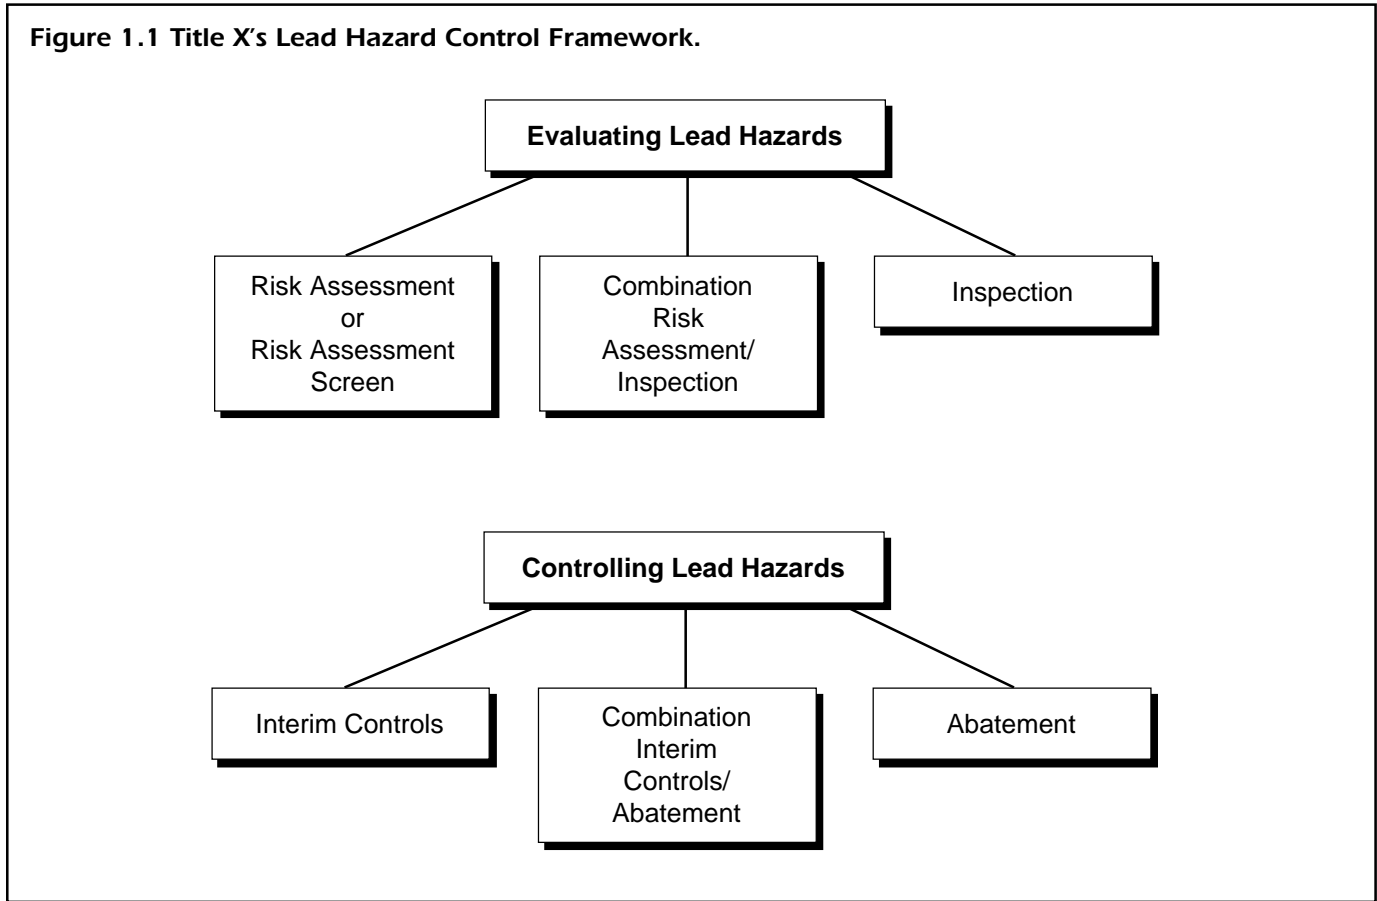 Figure 1.1 Title X's Lead Hazard Control Framework.
Evaluating Lead Hazards
Risk Assessment
or
Risk Assessment
Screen
Combination
Risk
Assessment/
Inspection
Inspection
Controlling Lead Hazards
Interim Controls
Combination
Interim
Controls/
Abatement
Abatement